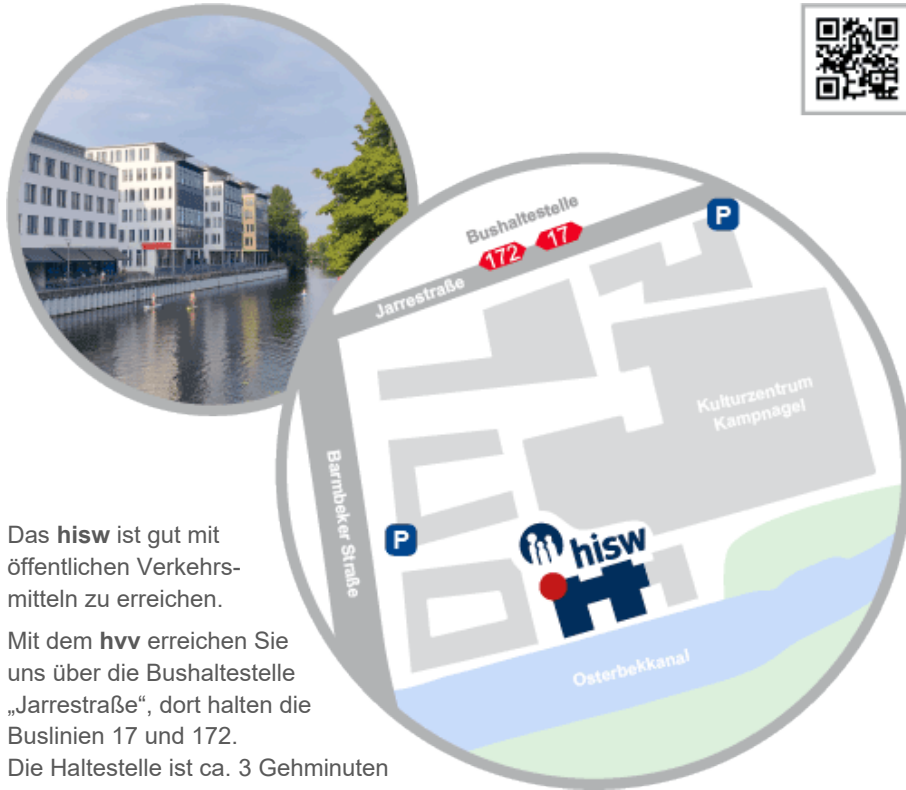 Bushaltestelle
172
17
P
Jarrestraße
Kulturzentrum
Kampnagel
Barmbeker Straße
P
hisw
Osterbekkanal
Das hisw ist gut mit
öffentlichen Verkehrs-
mitteln zu erreichen.
Mit dem hvv erreichen Sie
uns über die Bushaltestelle
„Jarrestraße“, dort halten die
Buslinien 17 und 172.
Die Haltestelle ist ca. 3 Gehminuten